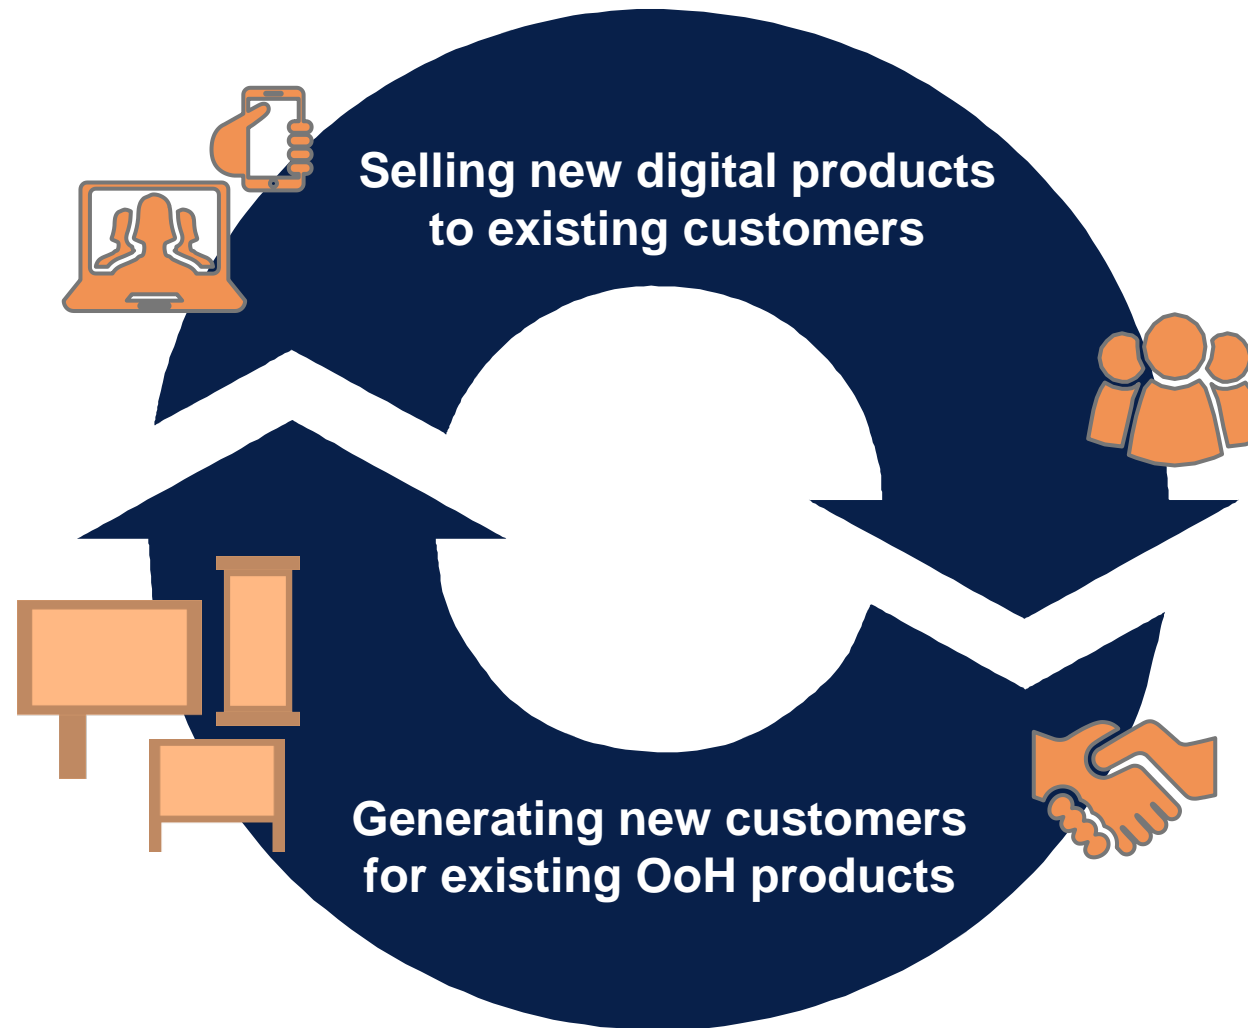 Selling new digital products
to existing customers
Generating new customers
for existing OoH products